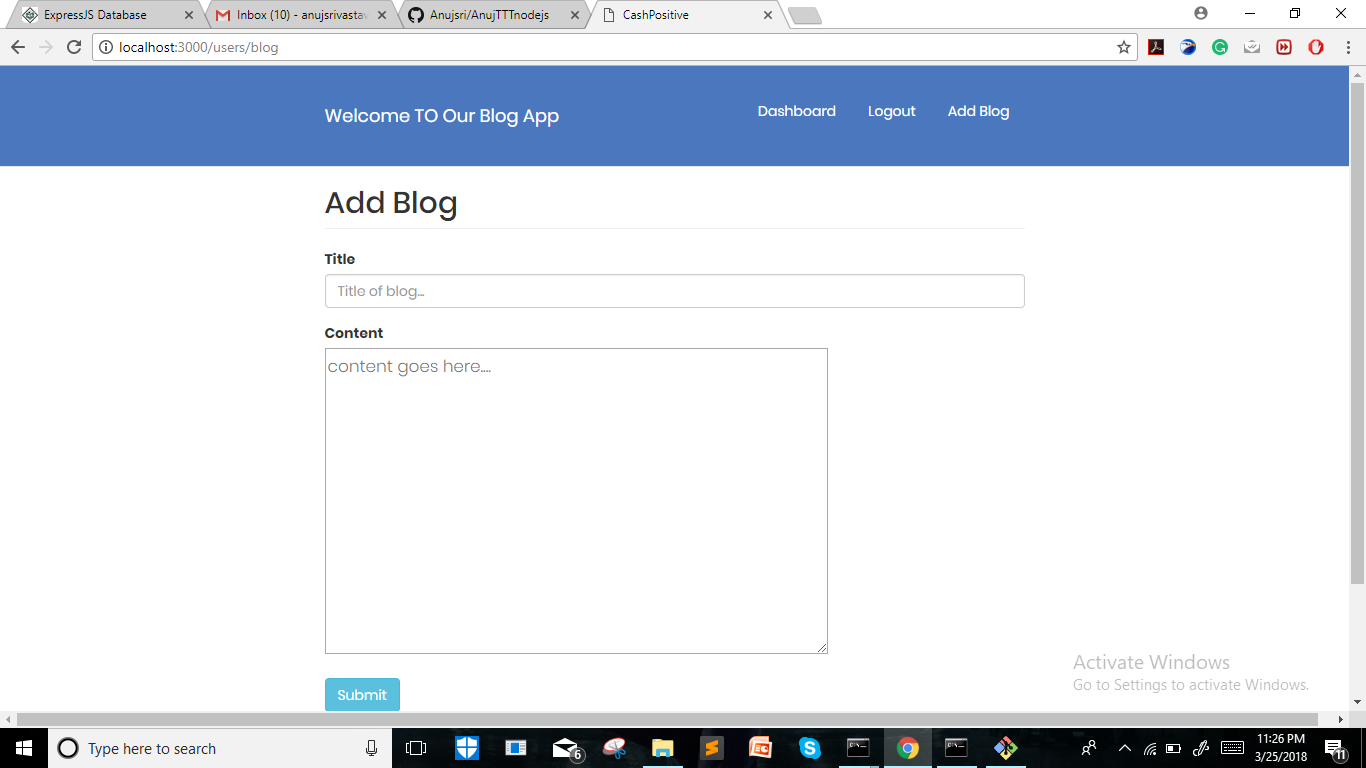 ExpressJS Database
Inbox (10) - anujsrivastav
Anujsri/AnujTTTnodejs
CashPositive
localhost:3000/users/blog
Welcome TO Our Blog App
Dashboard
Logout
Add Blog
Add Blog
Title
Title of blog...
Content
content goes here....
Submit
Activate Windows
Go to Settings to activate Windows.
Type here to search
6
11:26 PM
3/25/2018
11